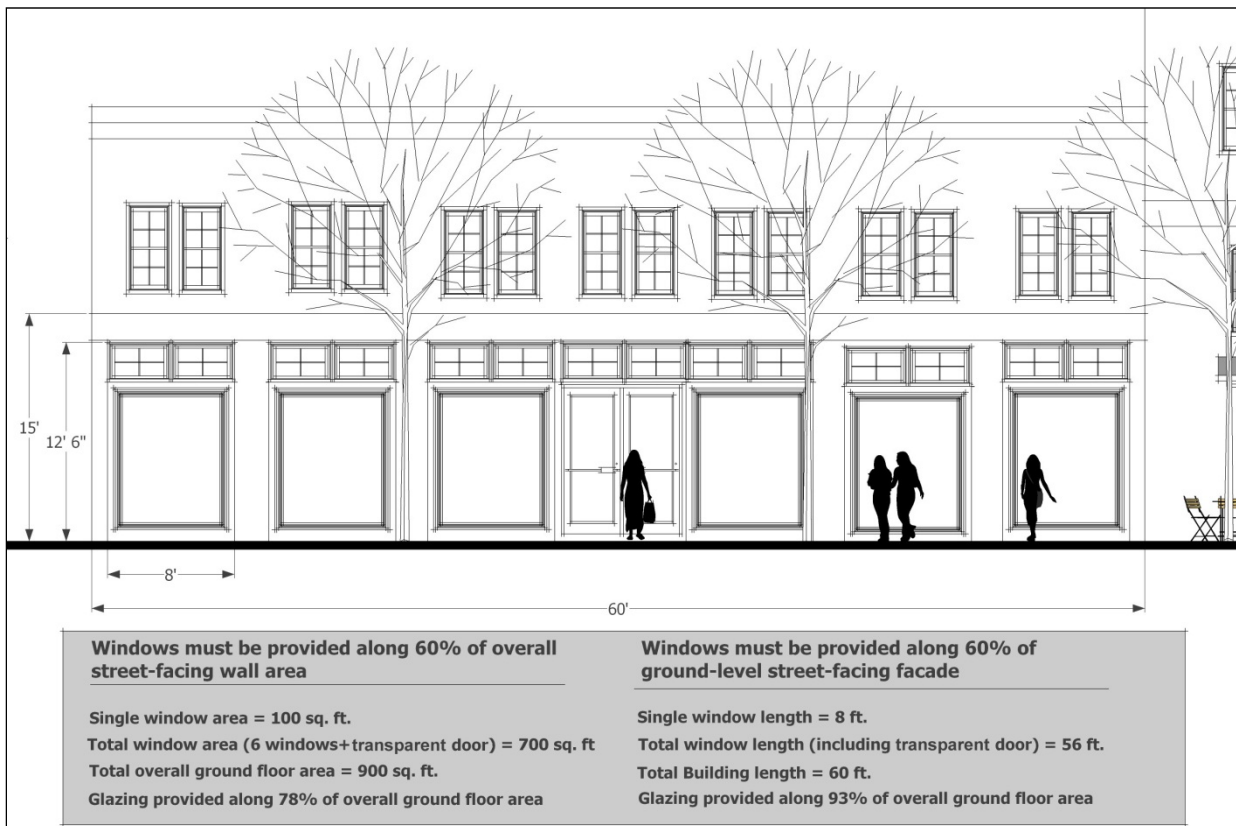 15'
12' 6"
8'
60'
Windows must be provided along 60% of overall
street-facing wall area
Single window area = 100 sq. ft.
Total window area (6 windows+transparent door) = 700 sq. ft
Total overall ground floor area = 900 sq. ft.
Glazing provided along 78% of overall ground floor area
Windows must be provided along 60% of
ground-level street-facing facade
Single window length = 8 ft.
Total window length (including transparent door) = 56 ft.
Total Building length = 60 ft.
Glazing provided along 93% of overall ground floor area